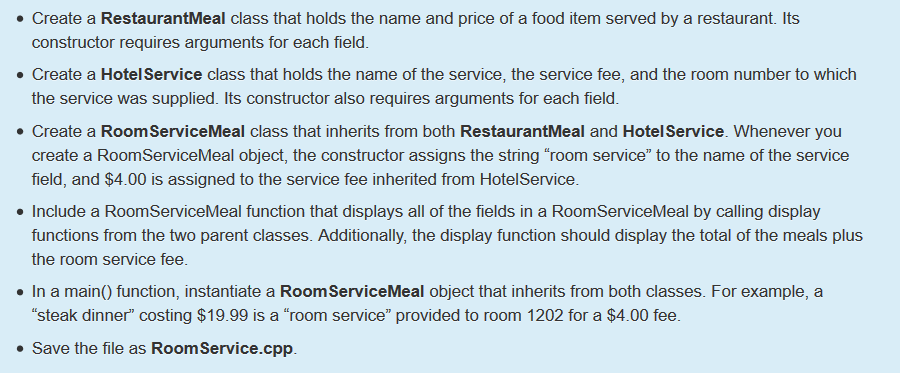 • Create a RestaurantMeal class that holds the name and price of a food item served by a restaurant. Its
constructor requires arguments for each field.
• Create a HotelService class that holds the name of the service, the service fee, and the room number to which
the service was supplied. Its constructor also requires arguments for each field.
• Create a RoomServiceMeal class that inherits from both RestaurantMeal and HotelService. Whenever you
create a RoomServiceMeal object, the constructor assigns the string “room service” to the name of the service
field, and $4.00 is assigned to the service fee inherited from HotelService.
• Include a RoomServiceMeal function that displays all of the fields in a RoomServiceMeal by calling display
functions from the two parent classes. Additionally, the display function should display the total of the meals plus
the room service fee.
• In a main() function, instantiate a RoomServiceMeal object that inherits from both classes. For example, a
“steak dinner” costing $19.99 is a “room service” provided to room 1202 for a $4.00 fee.
• Save the file as RoomService.cpp.